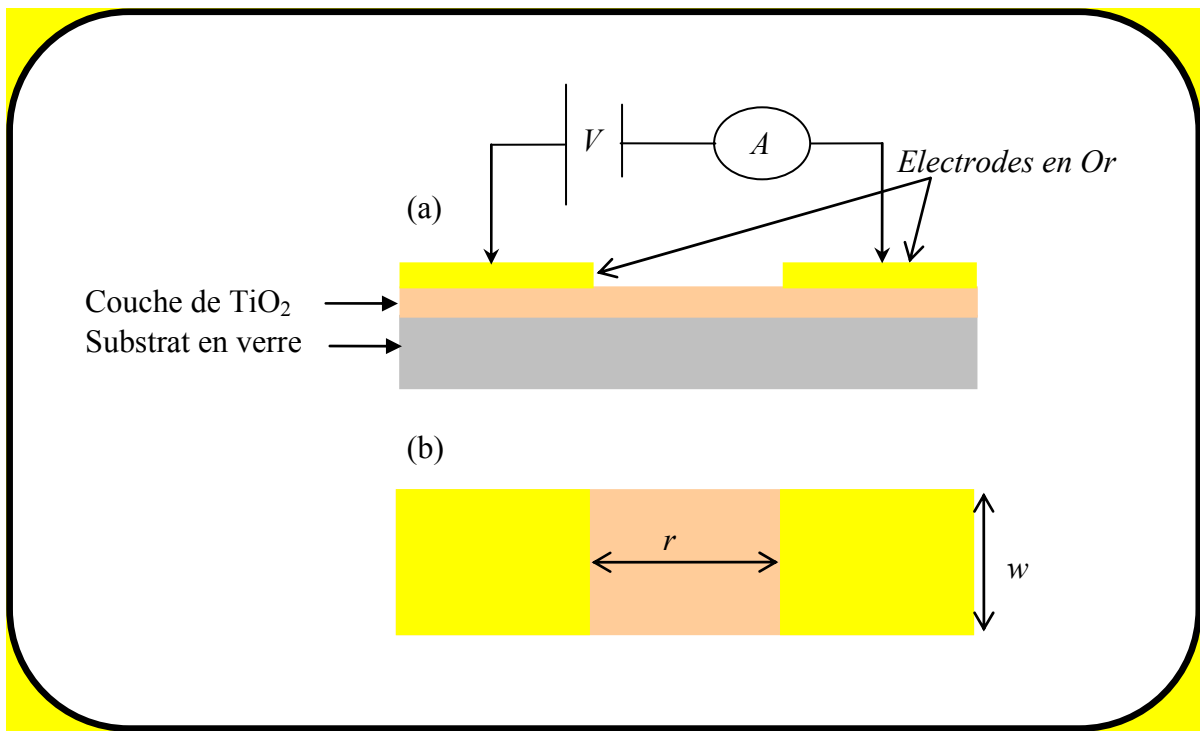 V
A
Electrodes en Or
(a)
Couche de TiO₂
Substrat en verre
(b)
r
w